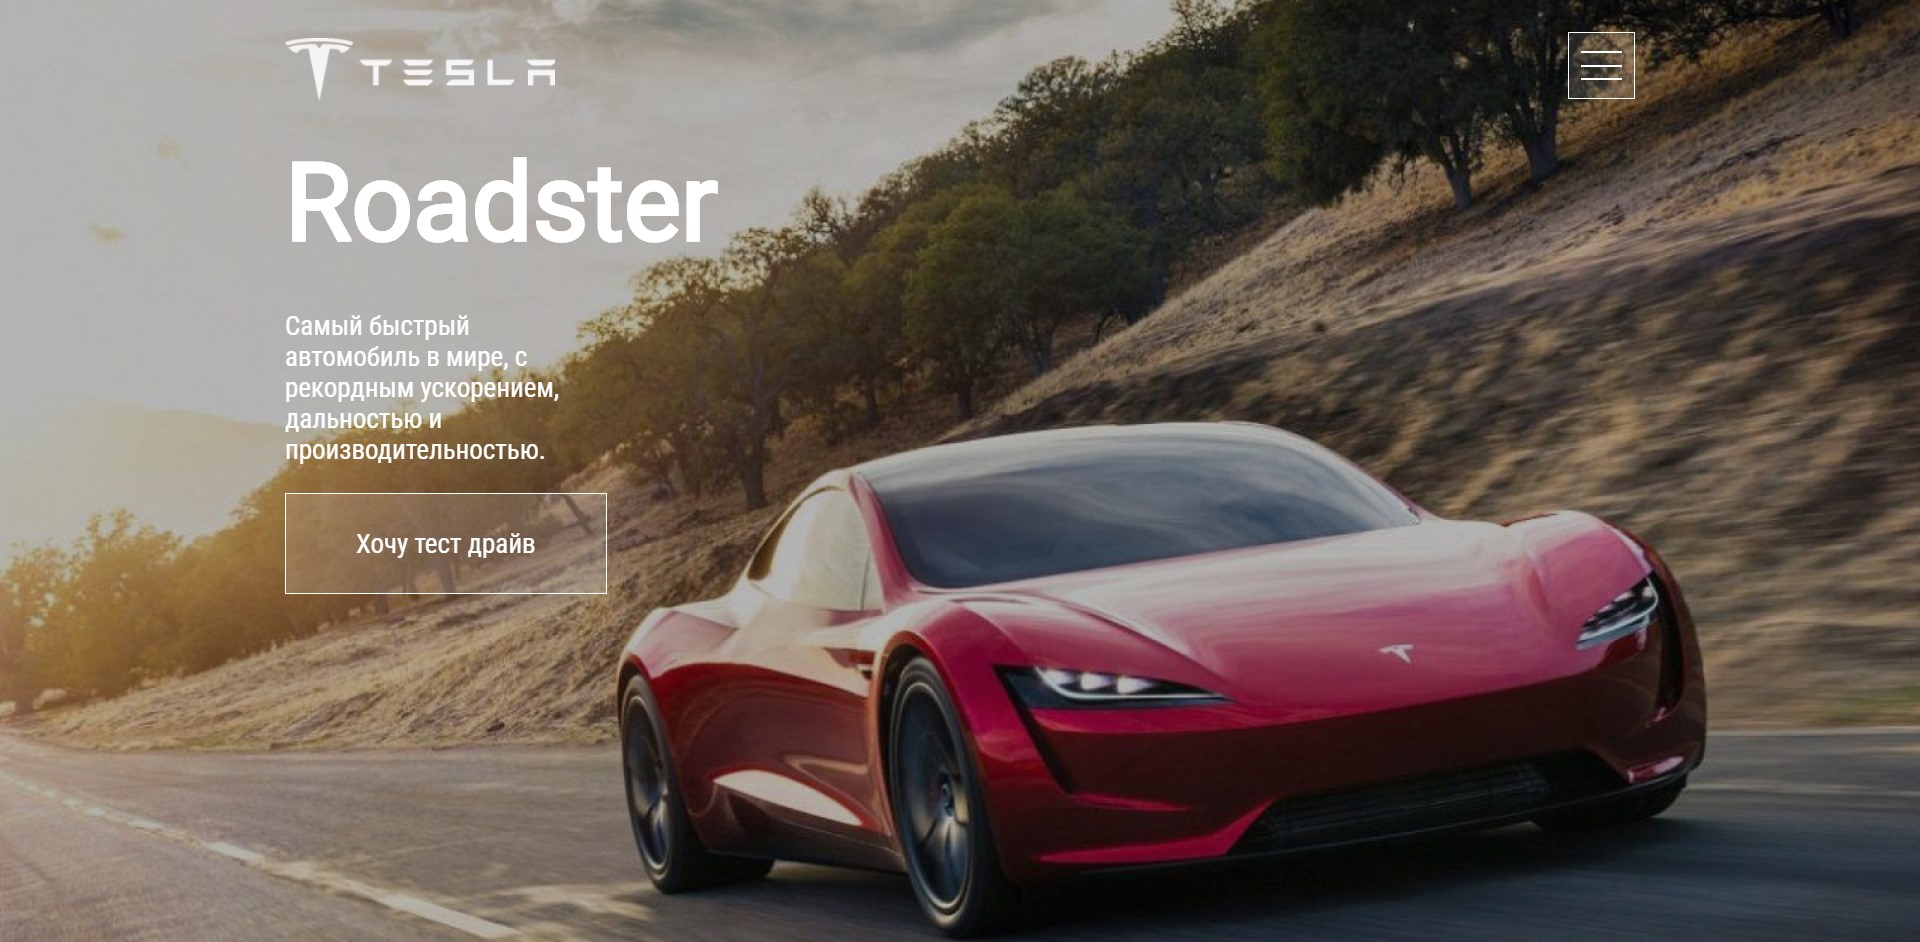 TESLA
Roadster
Самый быстрый
автомобиль в мире, с
рекордным ускорением,
дальностью и
производительностью.
Хочу тест драйв